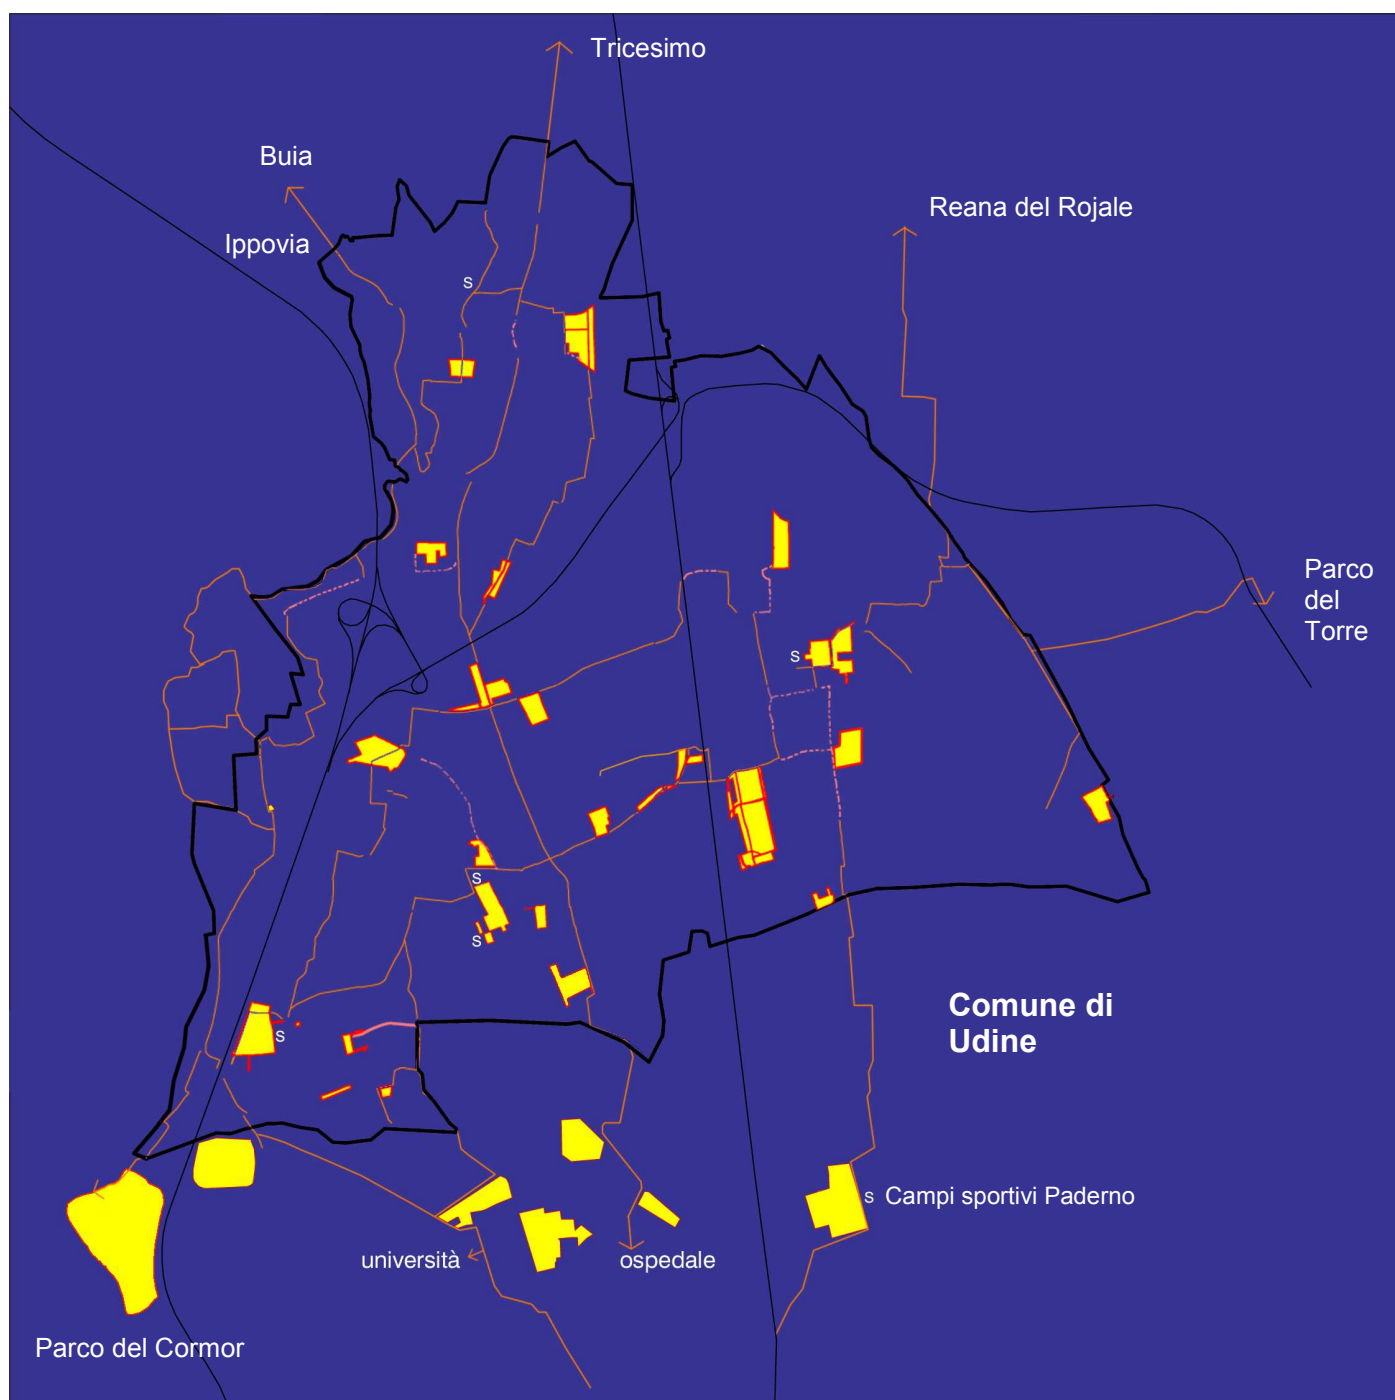 Tricesimo
Buia
Reana del Rojale
Ippovia
s
Parco
del
Torre
s
s
s
Comune di
Udine
s
s Campi sportivi Paderno
università
ospedale
Parco del Cormor